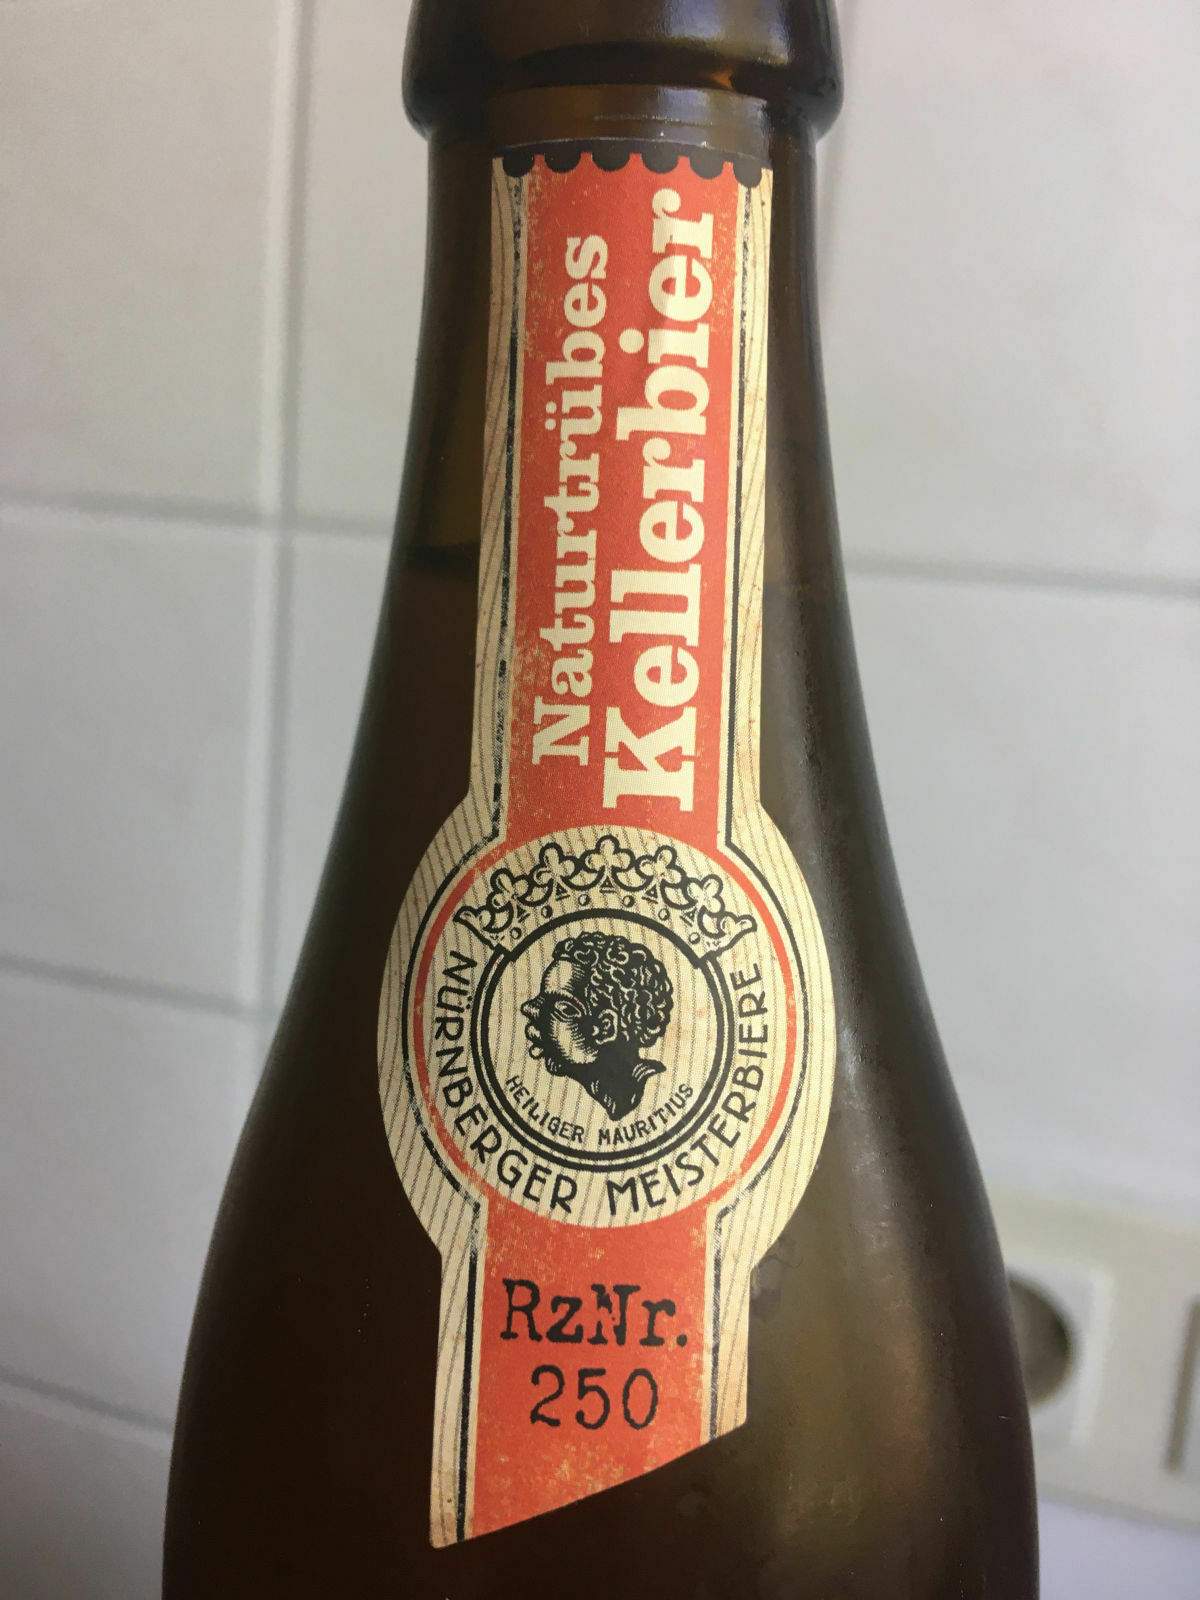 Naturtrübes
Kellerbier
HEILIGER MAURITIUS
NÜRNBERGER MEISTERBIERE
RzNr.
250